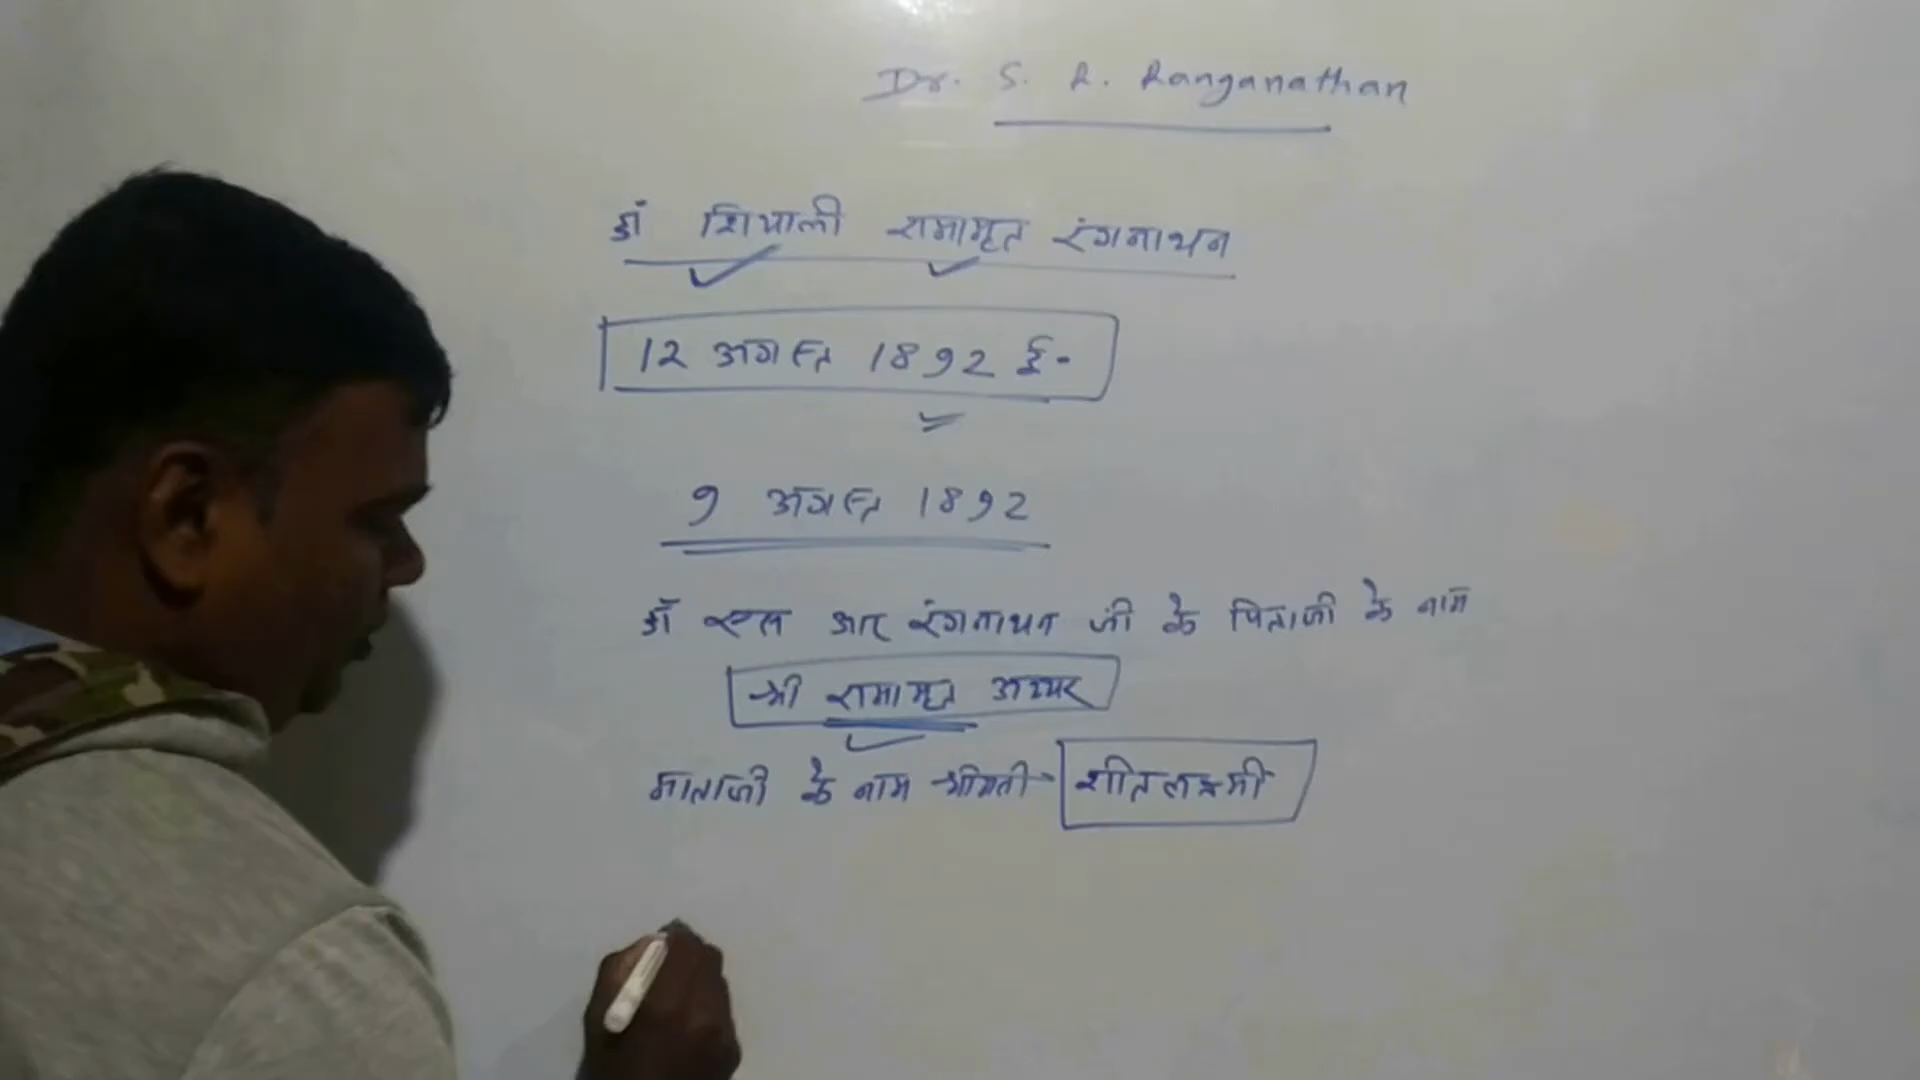 Dr. S. R. Ranganathan
डॉ शियाली रामामृत रंगनाथन
12 अगस्त 1892 ई-
9 अगस्त 1892
डॉ एस आर रंगनाथन जी के पिताजी के नाम
श्री रामामृत अय्यर
माताजी के नाम श्रीमती - शीतलक्ष्मी